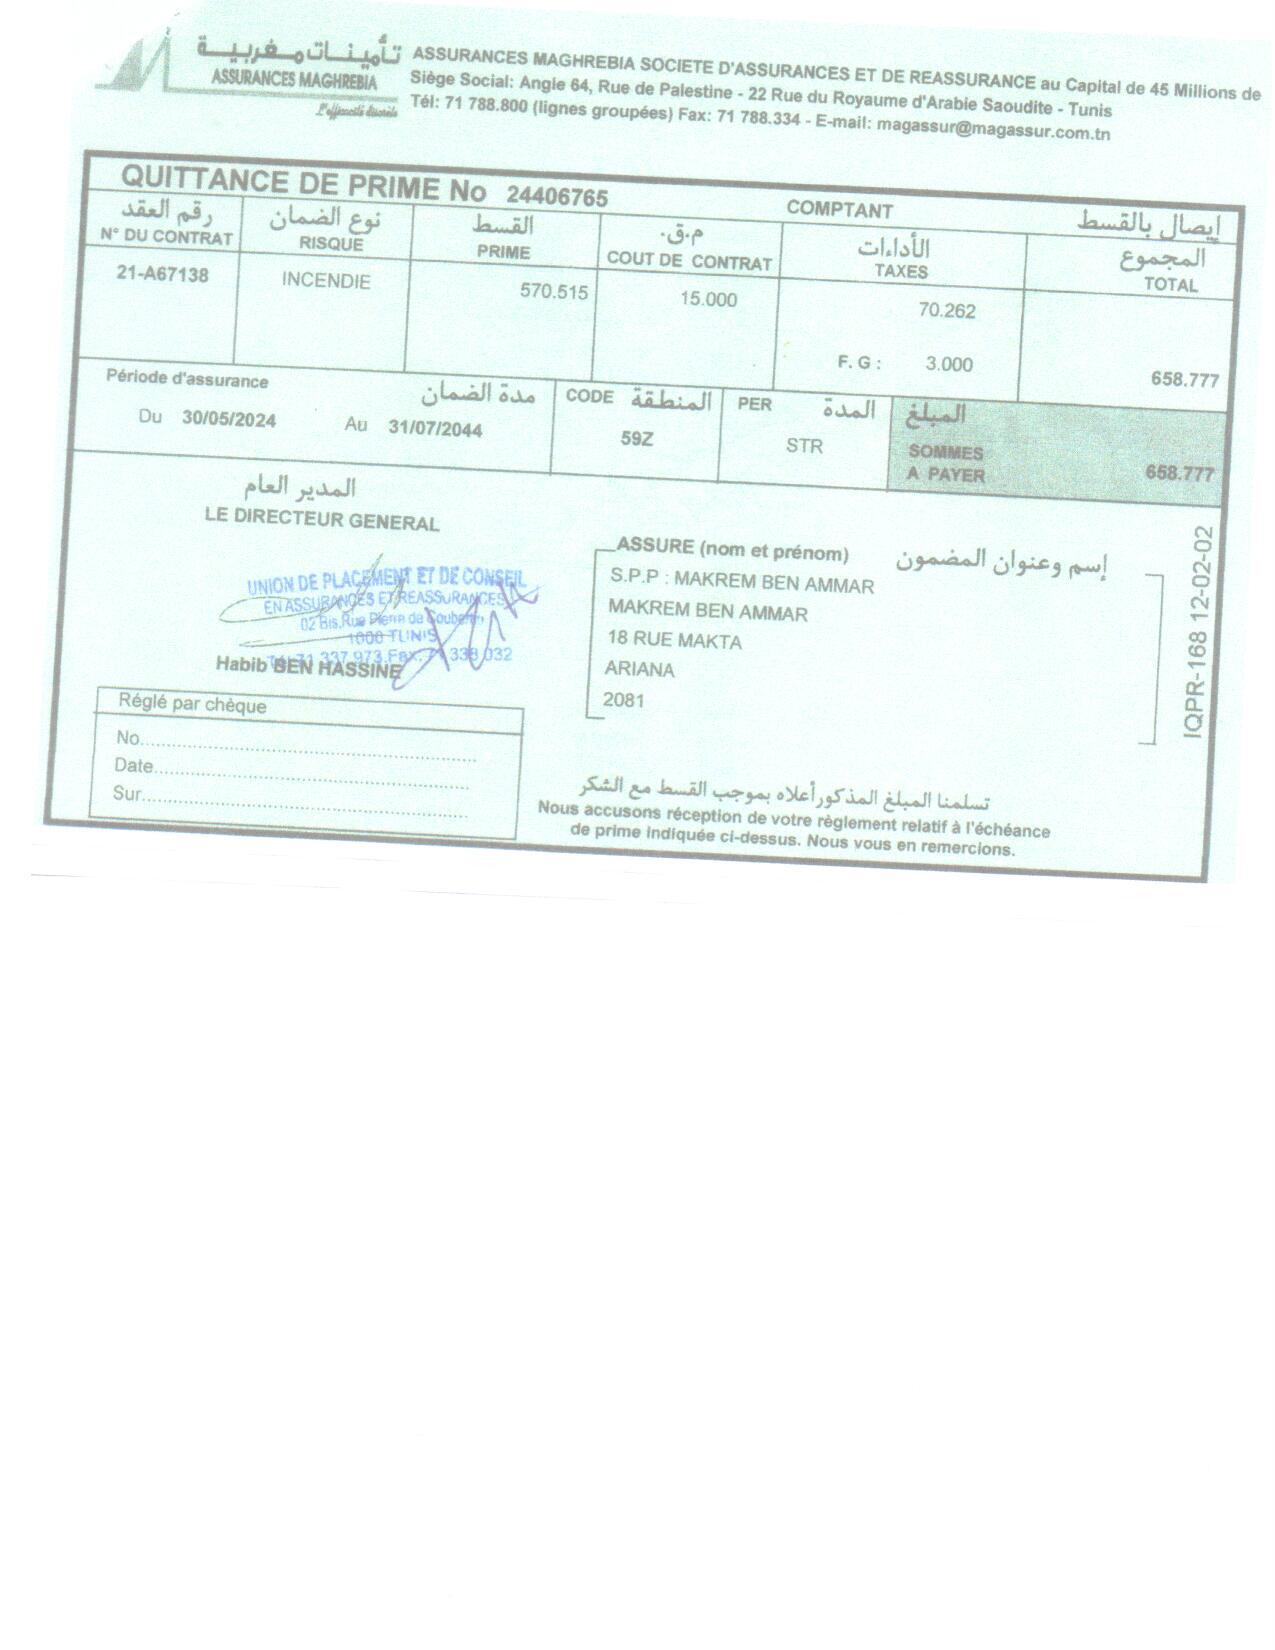 تأمينات مغربية
ASSURANCES MAGHREBIA
L'efficacité discrète
ASSURANCES MAGHREBIA SOCIETE D'ASSURANCES ET DE REASSURANCE au Capital de 45 Millions de
Siège Social: Angle 64, Rue de Palestine - 22 Rue du Royaume d'Arabie Saoudite - Tunis
Tél: 71 788.800 (lignes groupées) Fax: 71 788.334 - E-mail: magassur@magassur.com.tn
QUITTANCE DE PRIME No 24406765 COMPTANT إيصال بالقسط
رقم العقد نوع الضمان القسط م.ق. الأداءات المجموع
N° DU CONTRAT RISQUE PRIME COUT DE CONTRAT TAXES TOTAL
21-A67138 INCENDIE 570.515 15.000 70.262
F. G : 3.000 658.777
Période d'assurance مدة الضمان CODE المنطقة PER المدة المبلغ
Du 30/05/2024 Au 31/07/2044 59Z STR SOMMES
A PAYER 658.777
المدير العام
LE DIRECTEUR GENERAL
UNION DE PLACEMENT ET DE CONSEIL
EN ASSURANCES ET REASSURANCES
02 Bis, Rue Pierre de Coubertin
1000 TUNIS
Tél 71 337.973 Fax. 71 338 032
Habib BEN HASSINE
ASSURE (nom et prénom) إسم وعنوان المضمون
S.P.P : MAKREM BEN AMMAR
MAKREM BEN AMMAR
18 RUE MAKTA
ARIANA
2081
IQPR-168 12-02-02
Réglé par chèque
No
Date
Sur
تسلمنا المبلغ المذكور أعلاه بموجب القسط مع الشكر
Nous accusons réception de votre règlement relatif à l'échéance
de prime indiquée ci-dessus. Nous vous en remercions.